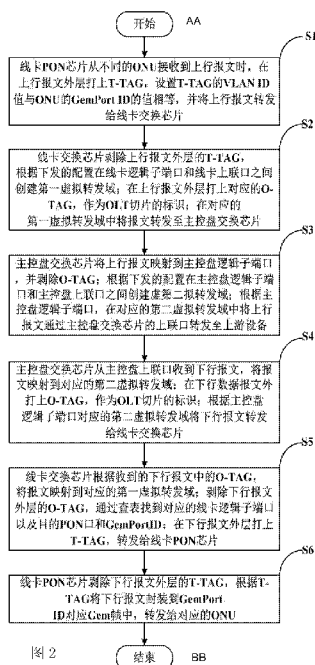 开始 AA
S1
线卡PON芯片从不同的ONU接收到上行报文时，在
上行报文外层打上T-TAG，设置T-TAG的VLAN ID
值与ONU的GemPort ID的值相等，并将上行报文转发
给线卡交换芯片
S2
线卡交换芯片剥除上行报文外层的T-TAG，
根据下发的配置在线卡逻辑子端口和线卡上联口之间
创建第一虚拟转发域；在上行报文外层打上对应的O-
TAG，作为OLT切片的标识；在对应的
第一虚拟转发域中将报文转发至主控盘交换芯片
S3
主控盘交换芯片将上行报文映射到主控盘逻辑子端口
，并剥除O-TAG；根据下发的配置在主控盘逻辑子端
口和主控盘上联口之间创建虚第二拟转发域；根据主
控盘逻辑子端口，在对应的第二虚拟转发域中将上行
报文通过主控盘交换芯片的上联口转发至上游设备
S4
主控盘交换芯片从主控盘上联口收到下行报文，将报
文映射到对应的第二虚拟转发域；在下行数据报文外
打上O-TAG，作为OLT切片的标识；根据主控盘
逻辑子端口对应的第二虚拟转发域将下行报文转发
给线卡交换芯片
S5
线卡交换芯片根据收到的下行报文中的O-TAG，
将报文映射到对应的第一虚拟转发域；剥除下行报文
外层的O-TAG，通过查表找到对应的线卡逻辑子端口
以及目的PON口和GemPortID；在下行报文外层打上
T-TAG，转发给线卡PON芯片
S6
线卡PON芯片剥除下行报文外层的T-TAG，根据T-
TAG将下行报文封装到GemPort
ID对应Gem帧中，转发给对应的ONU
图 2
结束 BB